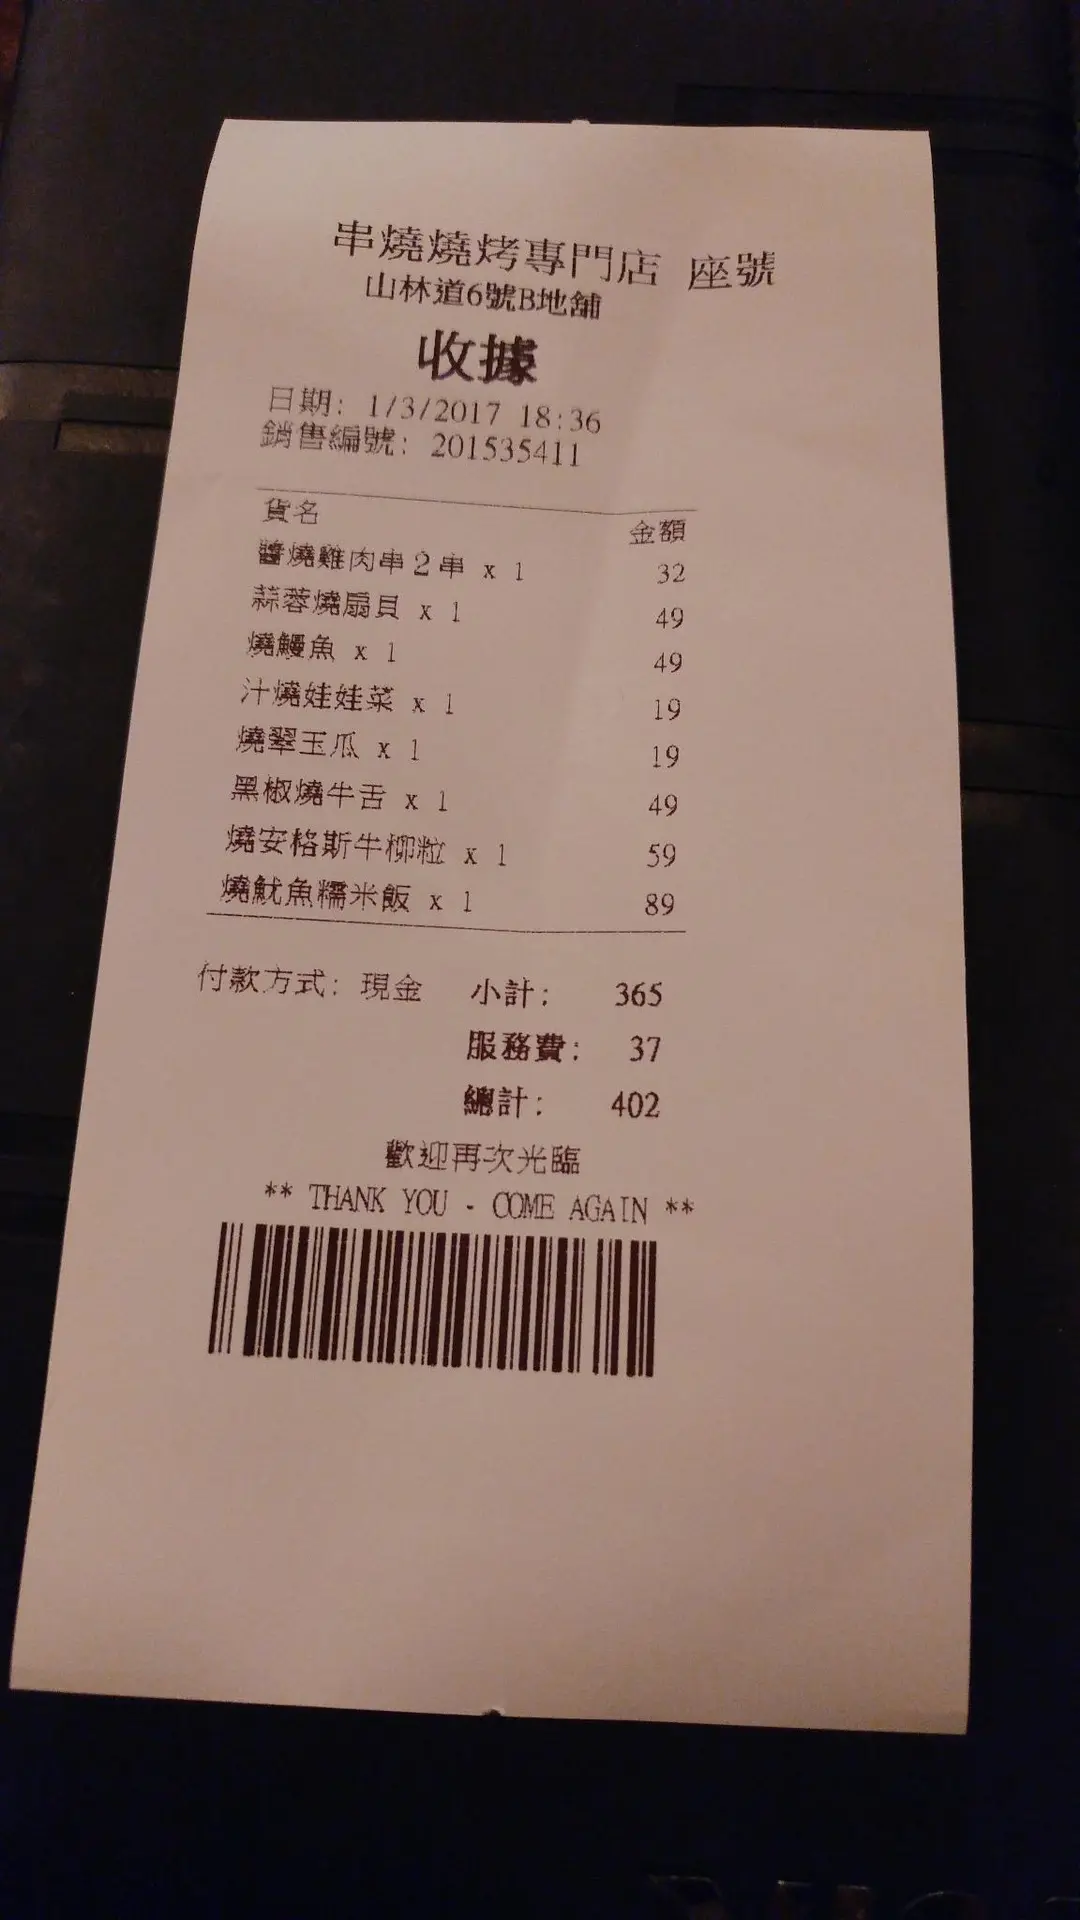 串燒燒烤專門店 座號
山林道6號B地舖
收據
日期: 1/3/2017 18:36
銷售編號: 201535411
貨名 金額
醬燒雞肉串2串 x 1 32
蒜蓉燒扇貝 x 1 49
燒鰻魚 x 1 49
汁燒娃娃菜 x 1 19
燒翠玉瓜 x 1 19
黑椒燒牛舌 x 1 49
燒安格斯牛柳粒 x 1 59
燒魷魚糯米飯 x 1 89
付款方式: 現金 小計: 365
服務費: 37
總計: 402
歡迎再次光臨
** THANK YOU - COME AGAIN **